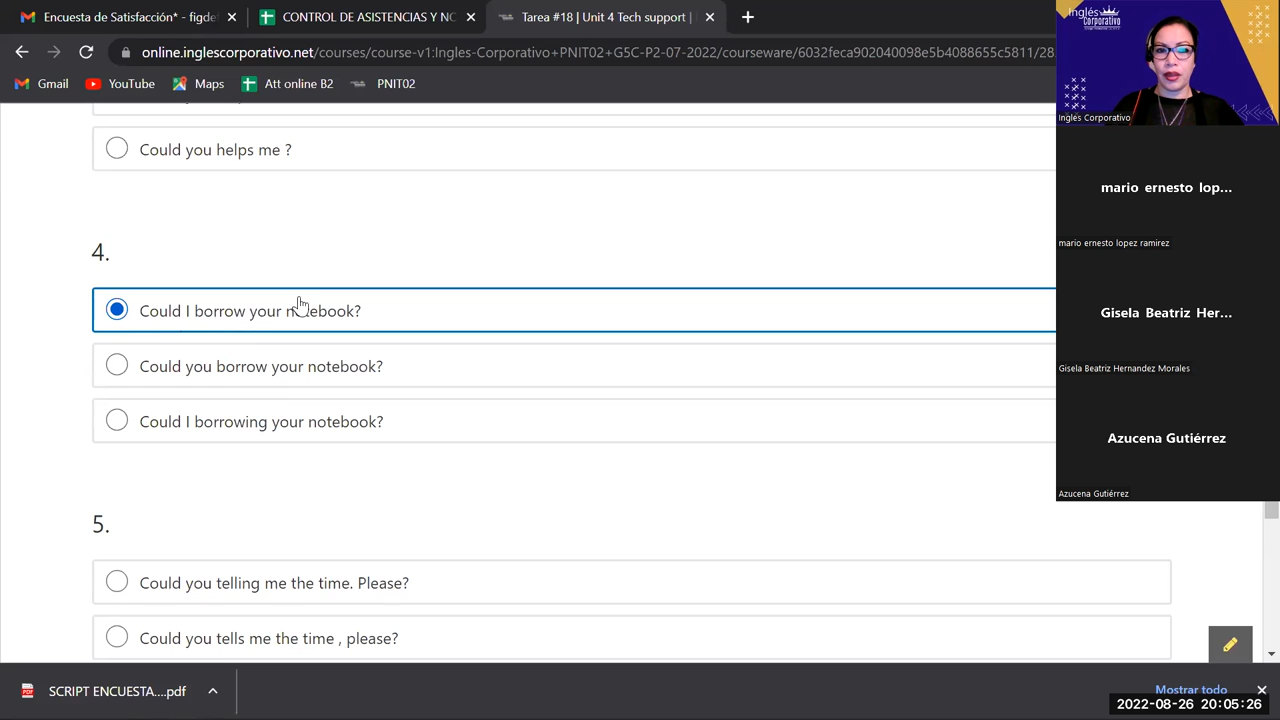 Encuesta de Satisfacción* - figde
CONTROL DE ASISTENCIAS Y NO
Tarea
| Unit 4 Tech support |
online.inglescorporativo.net/courses/course-v1:Ingles-Corporativo+PNIT02+G5C-P2-07-2022/courseware/6032feca902040098e5b4088655c5811/28
Gmail
YouTube
Maps
Att online B2
PNIT02
Could you helps me ?
4.
Could I borrow your notebook?
Could you borrow your notebook?
Could I borrowing your notebook?
5.
Could you telling me the time. Please?
Could you tells me the time , please?
Inglés
Corporativo
Inglés Corporativo
mario ernesto lop...
mario ernesto lopez ramirez
Gisela Beatriz Her...
Gisela Beatriz Hernandez Morales
Azucena Gutiérrez
Azucena Gutiérrez
SCRIPT ENCUESTA....pdf
Mostrar todo
2022-08-26 20:05:26